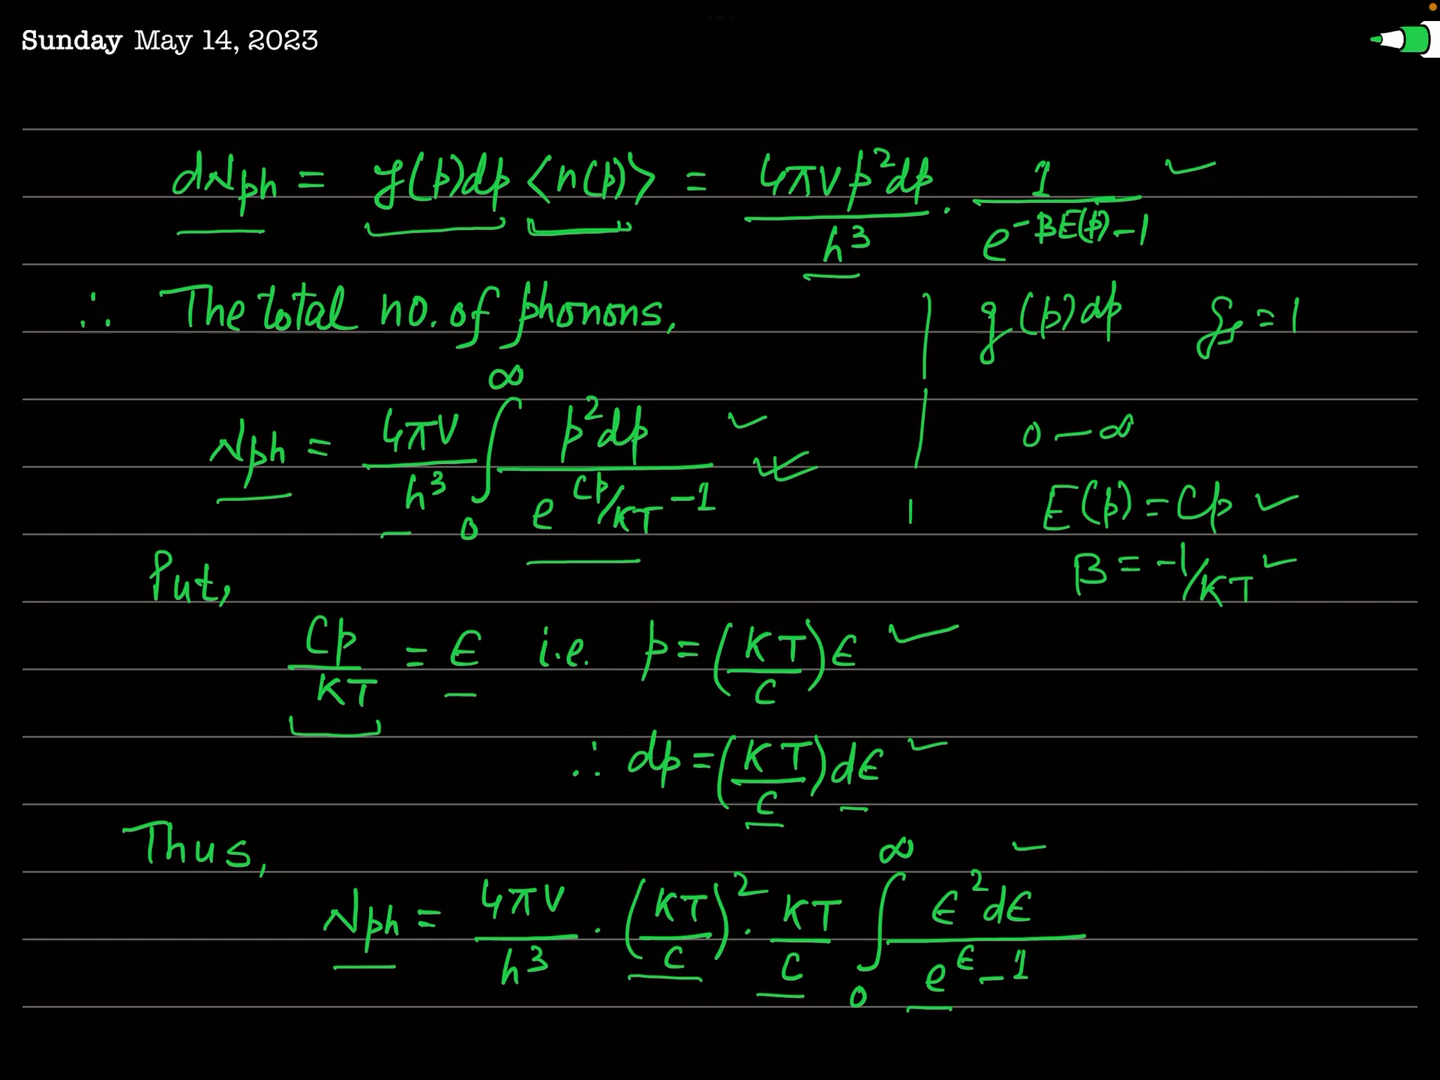 Sunday May 14, 2023
dNph = g(p)dp <n(p)> = 4πVp²dp/h³ · 1/(e^(-βE(p)) - 1)
∴ The total no. of phonons,
g(p)dp gs = 1
Nph = 4πV/h³ ∫₀^∞ p²dp/(e^(Cp/KT) - 1)
0 — ∞
E(p) = Cp
β = -1/KT
Put,
Cp/KT = ε i.e. p = (KT/C)ε
∴ dp = (KT/C)dε
Thus,
Nph = 4πV/h³ · (KT/C)² · KT/C ∫₀^∞ ε²dε/(e^ε - 1)